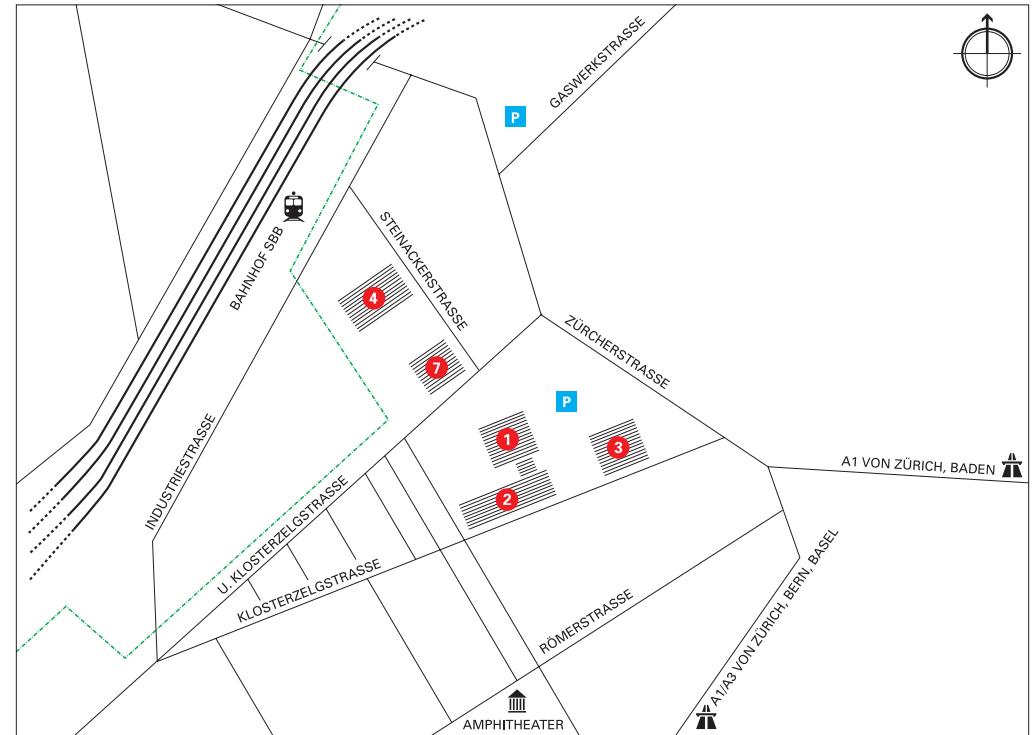 GASWERKSTRASSE
P
STEINACKERSTRASSE
BAHNHOF SBB
4
ZÜRCHERSTRASSE
7
P
INDUSTRIESTRASSE
1
3
A1 VON ZÜRICH, BADEN
U. KLOSTERZELGSTRASSE
2
KLOSTERZELGSTRASSE
A1/A3 VON ZÜRICH, BERN, BASEL
RÖMERSTRASSE
AMPHITHEATER